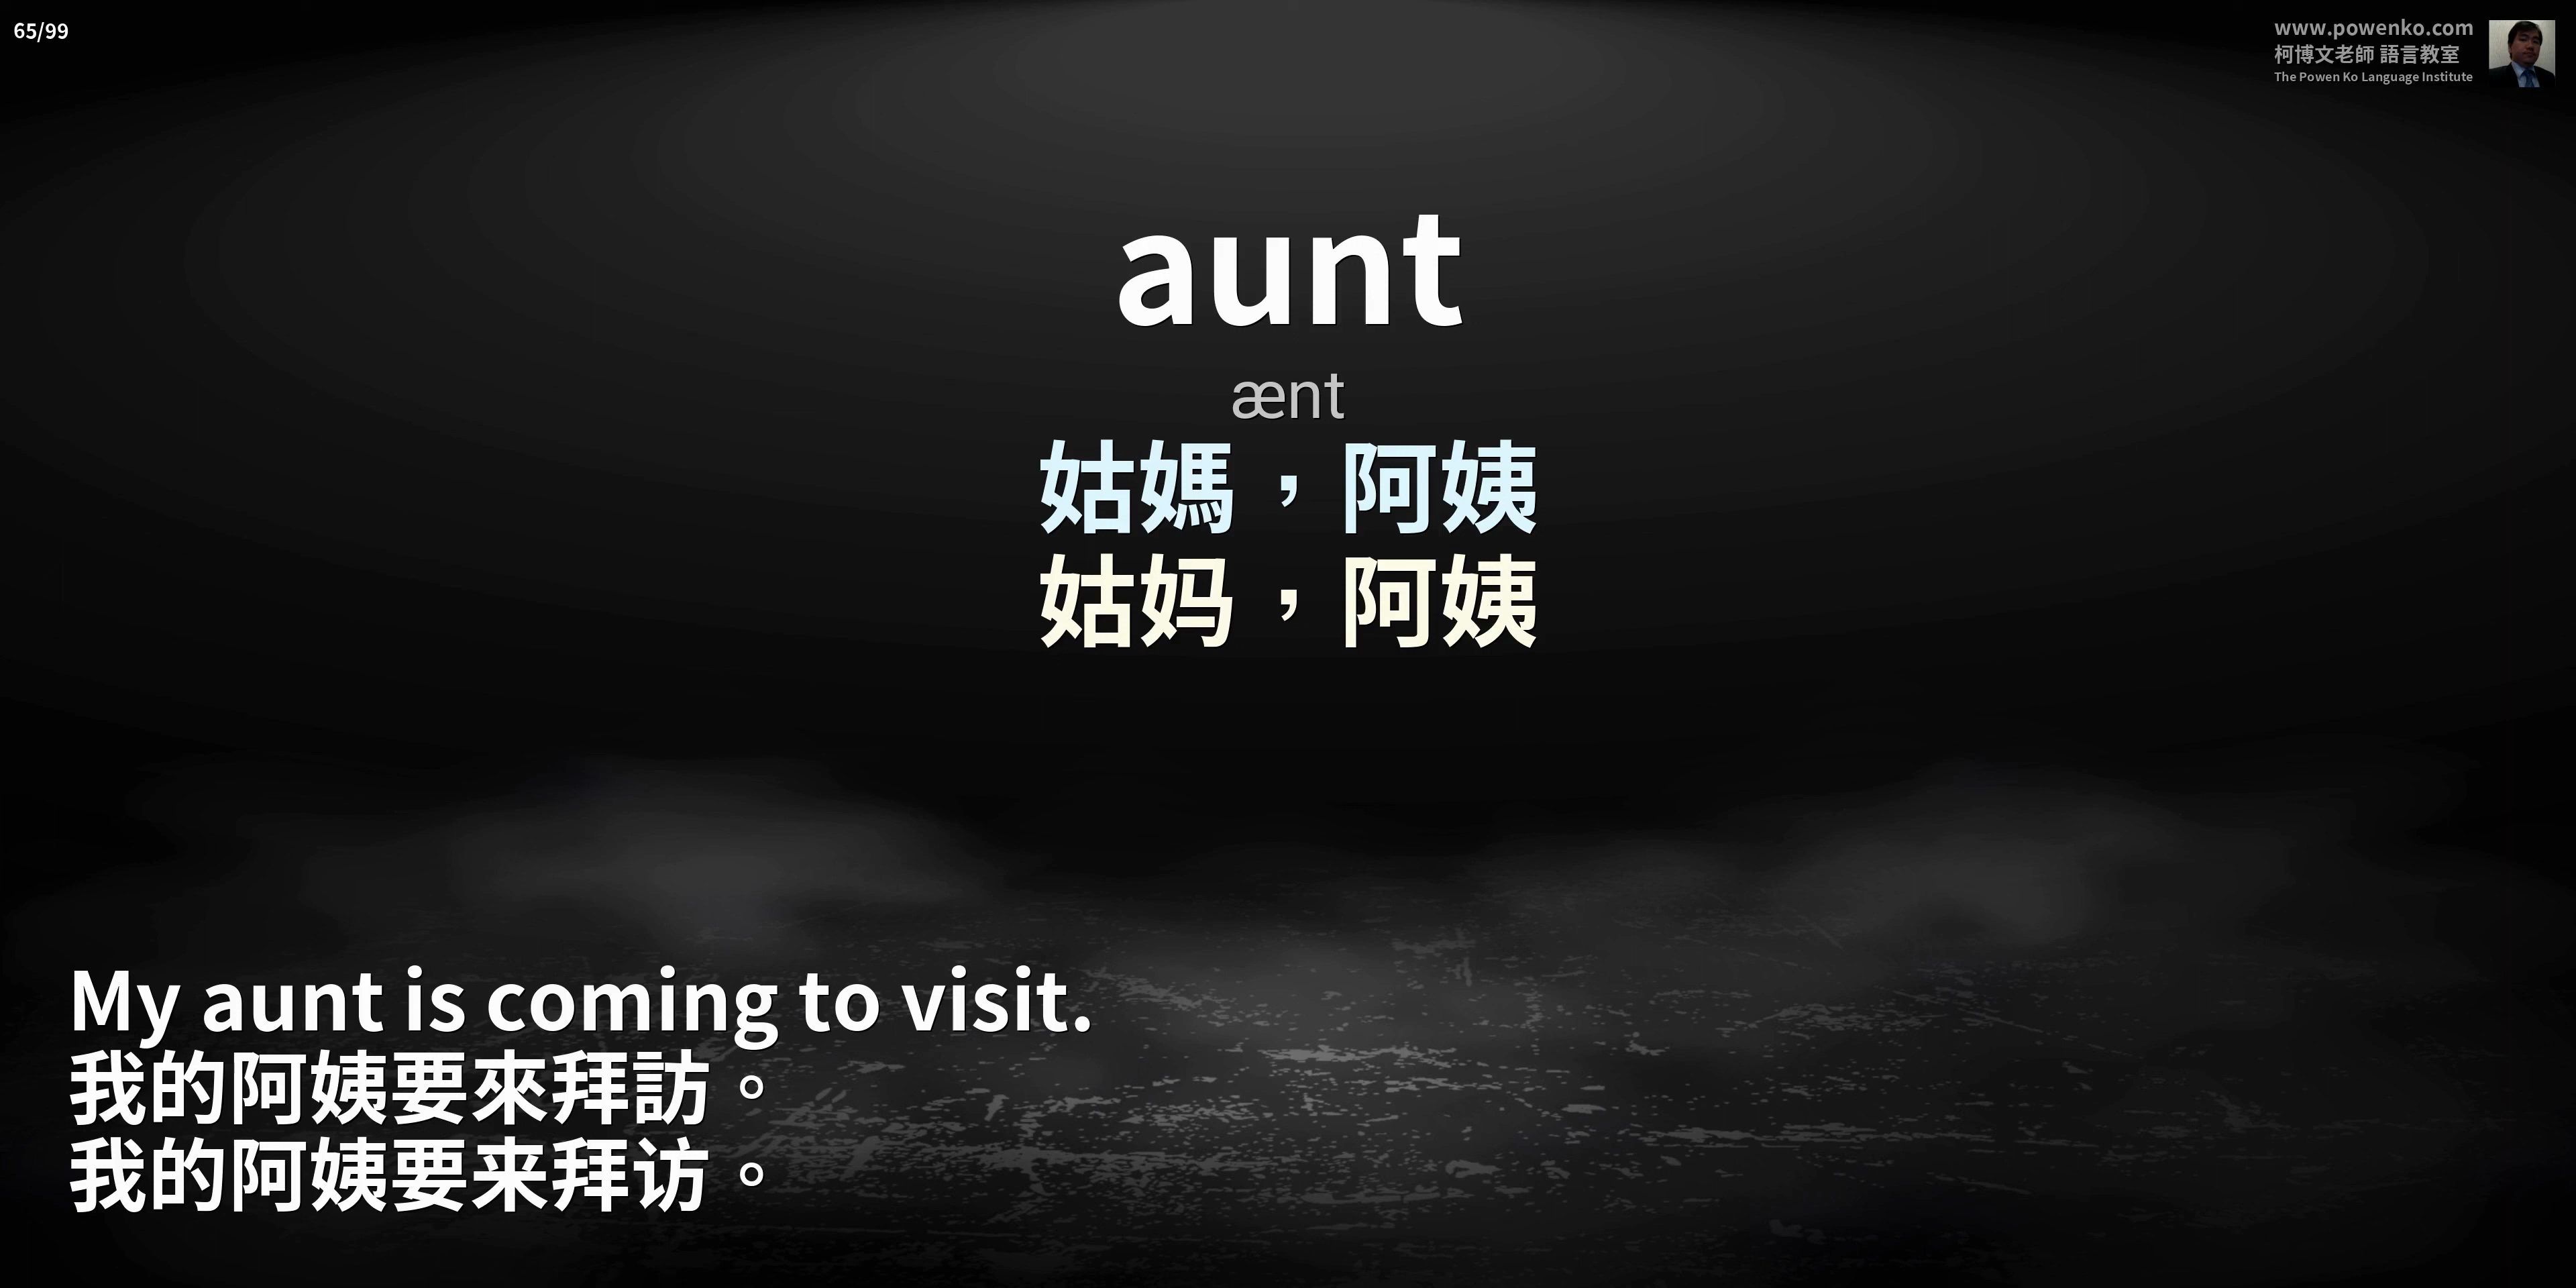 65/99
www.powenko.com
柯博文老師 語言教室
The Powen Ko Language Institute
aunt
ænt
姑媽，阿姨
姑妈，阿姨
My aunt is coming to visit.
我的阿姨要來拜訪。
我的阿姨要来拜访。